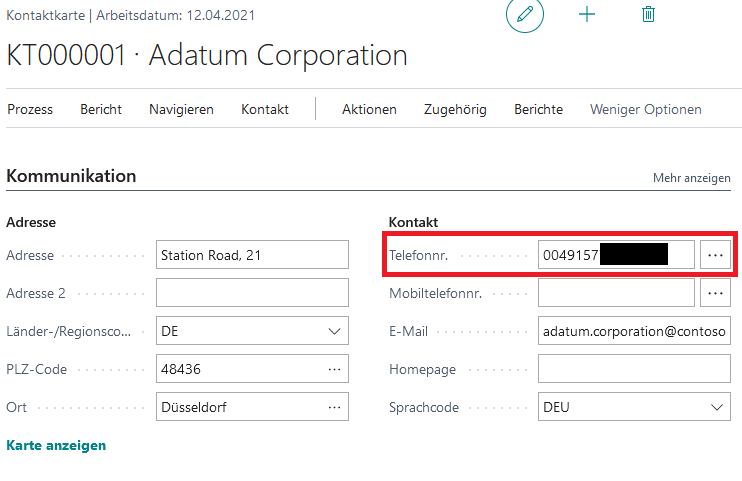 Kontaktkarte | Arbeitsdatum: 12.04.2021
KT000001 · Adatum Corporation
Prozess Bericht Navigieren Kontakt Aktionen Zugehörig Berichte Weniger Optionen
Kommunikation Mehr anzeigen
Adresse Kontakt
Adresse Station Road, 21 Telefonnr. 0049157
Adresse 2 Mobiltelefonnr.
Länder-/Regionsco... DE E-Mail adatum.corporation@contoso
PLZ-Code 48436 Homepage
Ort Düsseldorf Sprachcode DEU
Karte anzeigen